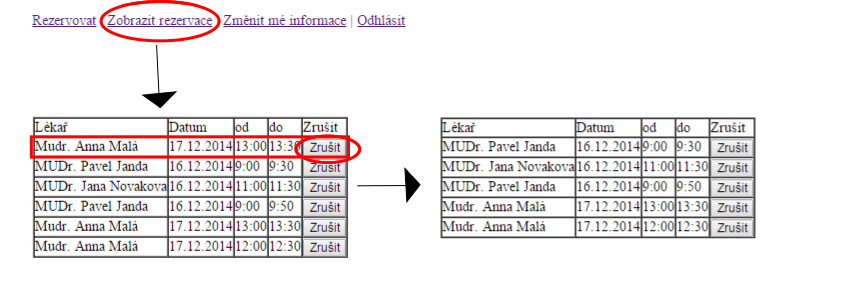 Rezervovat Zobrazit rezervace Změnit mé informace | Odhlásit
Lékař Datum od do Zrušit
Mudr. Anna Malá 17.12.2014 13:00 13:30 Zrušit
MUDr. Pavel Janda 16.12.2014 9:00 9:30 Zrušit
MUDr. Jana Novakova 16.12.2014 11:00 11:30 Zrušit
MUDr. Pavel Janda 16.12.2014 9:00 9:50 Zrušit
Mudr. Anna Malá 17.12.2014 13:00 13:30 Zrušit
Mudr. Anna Malá 17.12.2014 12:00 12:30 Zrušit
Lékař Datum od do Zrušit
MUDr. Pavel Janda 16.12.2014 9:00 9:30 Zrušit
MUDr. Jana Novakova 16.12.2014 11:00 11:30 Zrušit
MUDr. Pavel Janda 16.12.2014 9:00 9:50 Zrušit
Mudr. Anna Malá 17.12.2014 13:00 13:30 Zrušit
Mudr. Anna Malá 17.12.2014 12:00 12:30 Zrušit